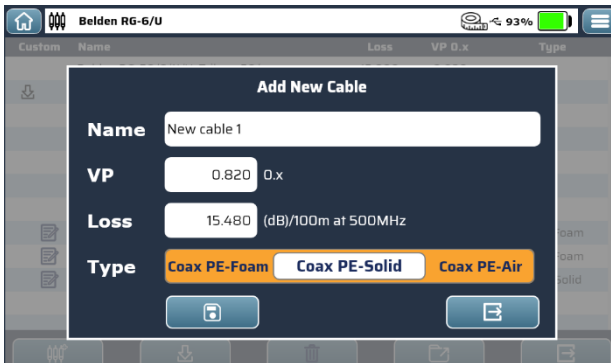 Belden RG-6/U
93%
Custom Name Loss VP 0.x Type
Add New Cable
Name New cable 1
VP 0.820 0.x
Loss 15.480 (dB)/100m at 500MHz
Foam
Type Coax PE-Foam Coax PE-Solid Coax PE-Air